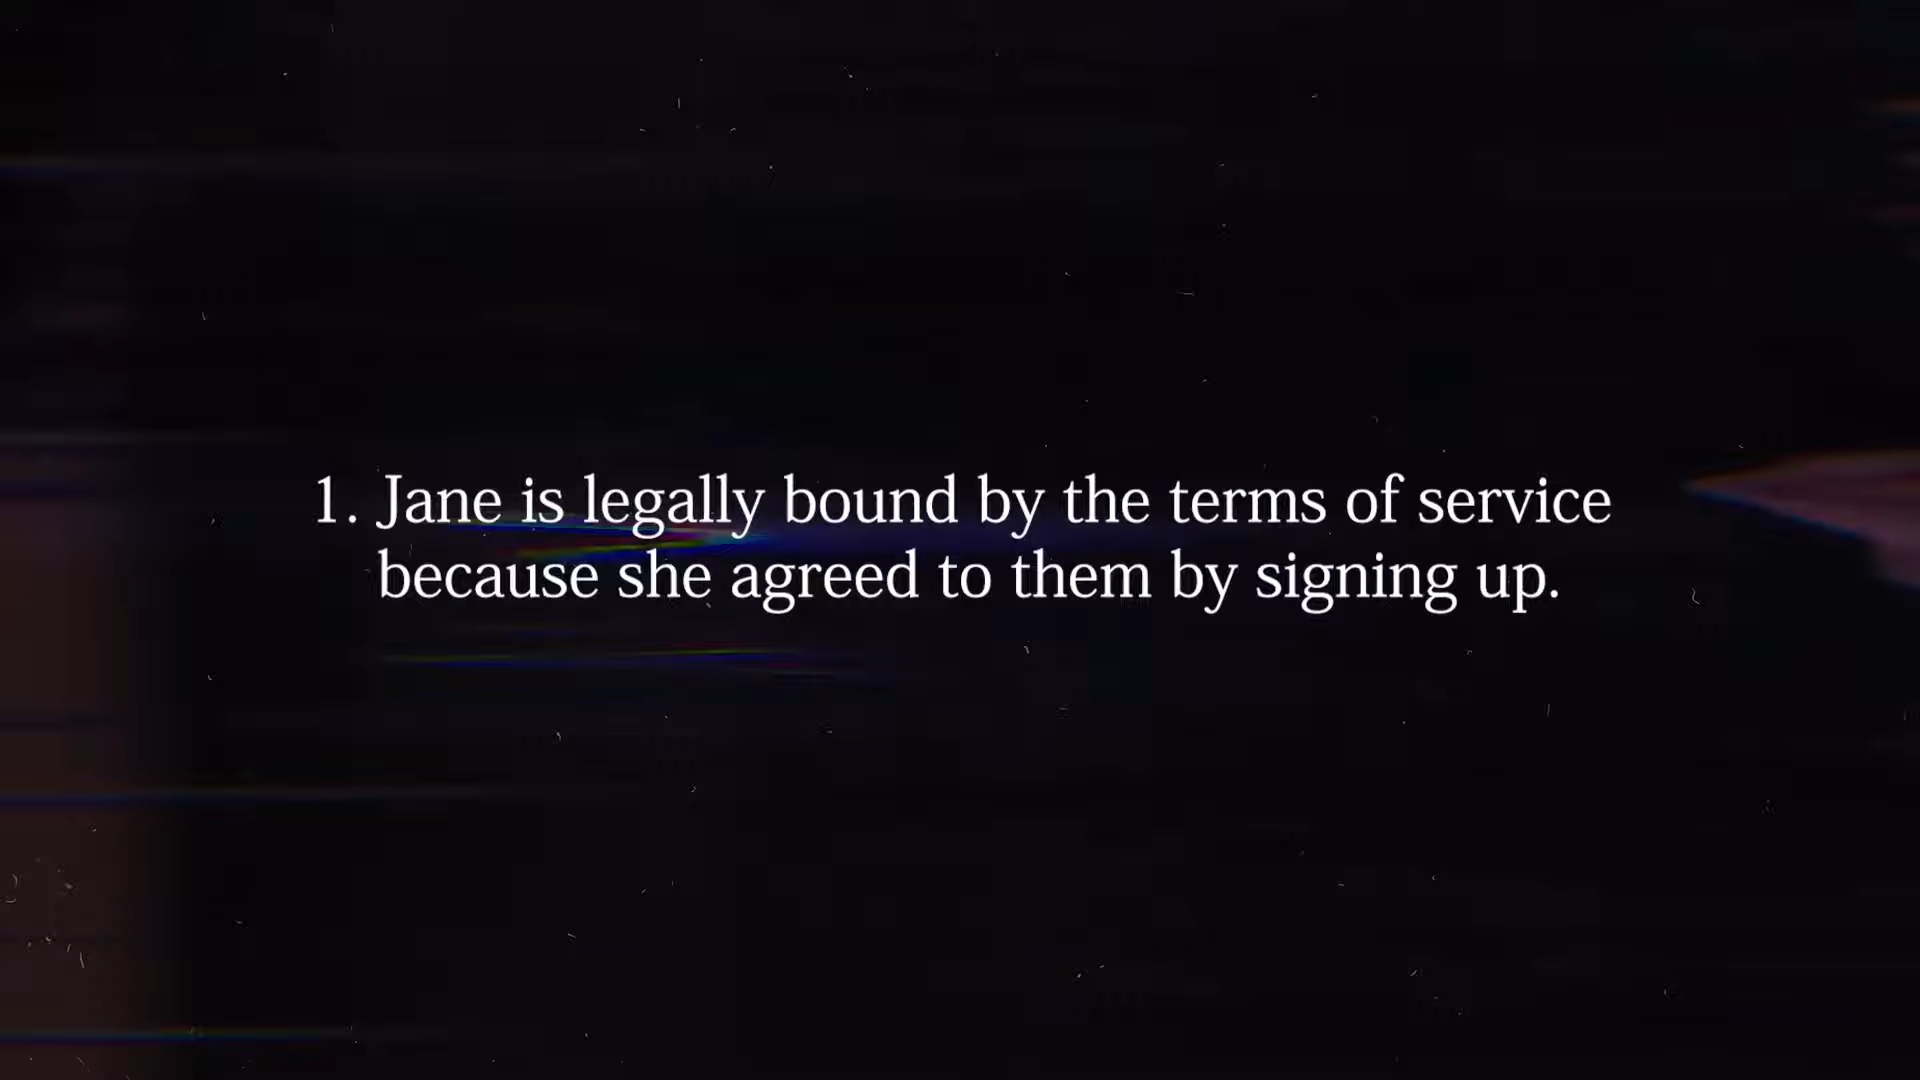 1. Jane is legally bound by the terms of service
because she agreed to them by signing up.